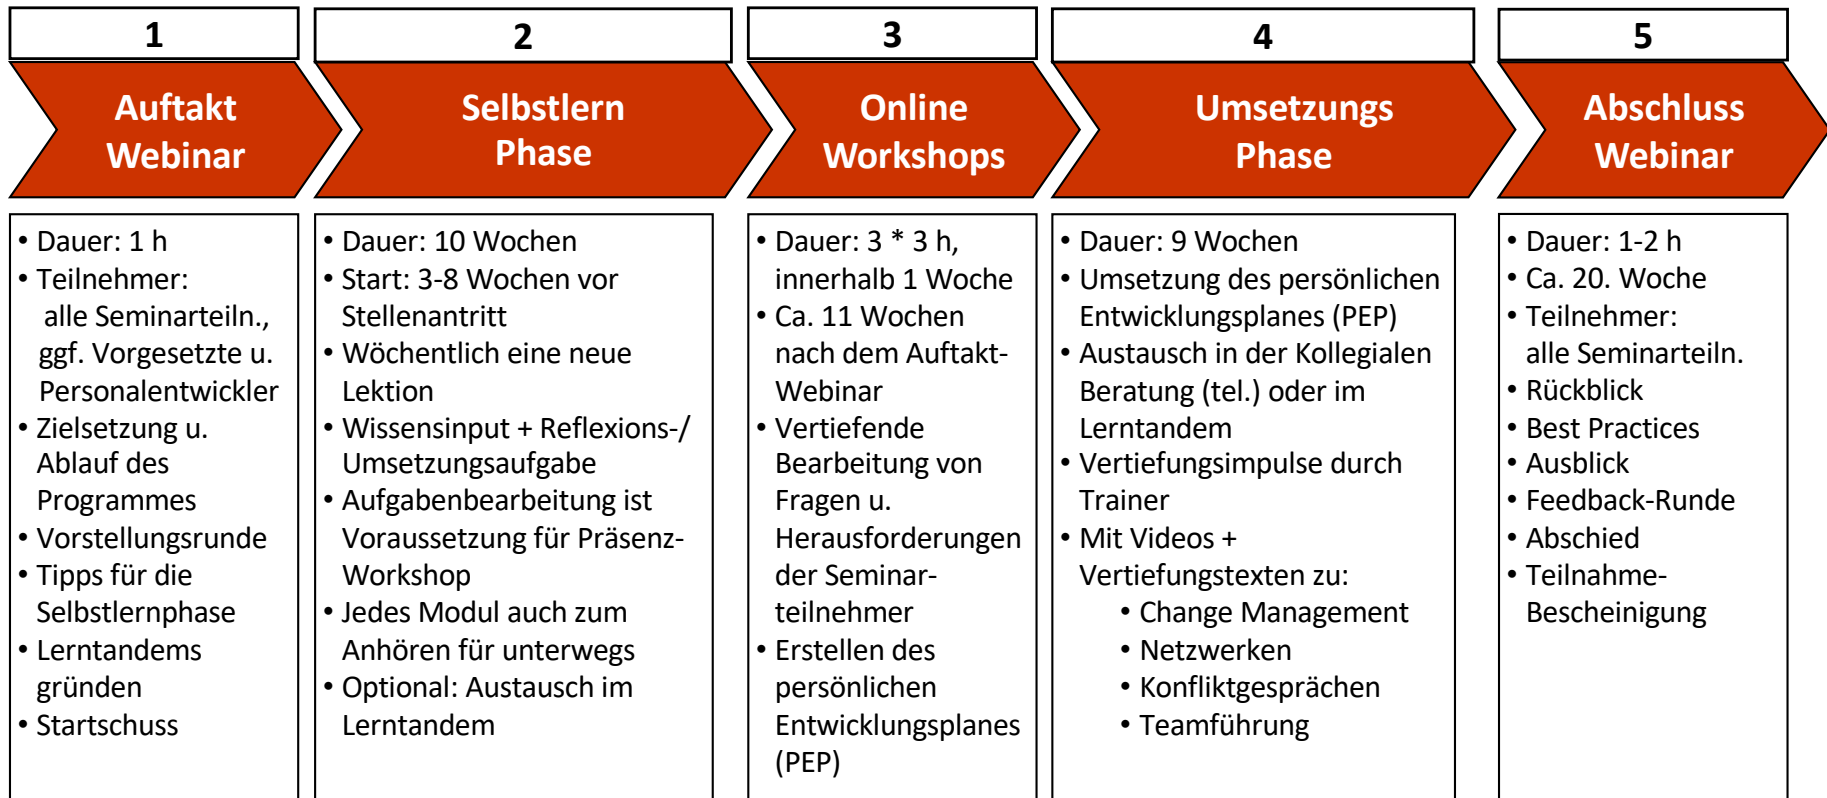 1
Auftakt
Webinar
• Dauer: 1 h
• Teilnehmer:
alle Seminarteiln.,
ggf. Vorgesetzte u.
Personalentwickler
• Zielsetzung u.
Ablauf des
Programmes
• Vorstellungsrunde
• Tipps für die
Selbstlernphase
• Lerntandems
gründen
• Startschuss
2
Selbstlern
Phase
• Dauer: 10 Wochen
• Start: 3-8 Wochen vor
Stellenantritt
• Wöchentlich eine neue
Lektion
• Wissensinput + Reflexions-/
Umsetzungsaufgabe
• Aufgabenbearbeitung ist
Voraussetzung für Präsenz-
Workshop
• Jedes Modul auch zum
Anhören für unterwegs
• Optional: Austausch im
Lerntandem
3
Online
Workshops
• Dauer: 3 * 3 h,
innerhalb 1 Woche
• Ca. 11 Wochen
nach dem Auftakt-
Webinar
• Vertiefende
Bearbeitung von
Fragen u.
Herausforderungen
der Seminar-
teilnehmer
• Erstellen des
persönlichen
Entwicklungsplanes
(PEP)
4
Umsetzungs
Phase
• Dauer: 9 Wochen
• Umsetzung des persönlichen
Entwicklungsplanes (PEP)
• Austausch in der Kollegialen
Beratung (tel.) oder im
Lerntandem
• Vertiefungsimpulse durch
Trainer
• Mit Videos +
Vertiefungstexten zu:
• Change Management
• Netzwerken
• Konfliktgesprächen
• Teamführung
5
Abschluss
Webinar
• Dauer: 1-2 h
• Ca. 20. Woche
• Teilnehmer:
alle Seminarteiln.
• Rückblick
• Best Practices
• Ausblick
• Feedback-Runde
• Abschied
• Teilnahme-
Bescheinigung